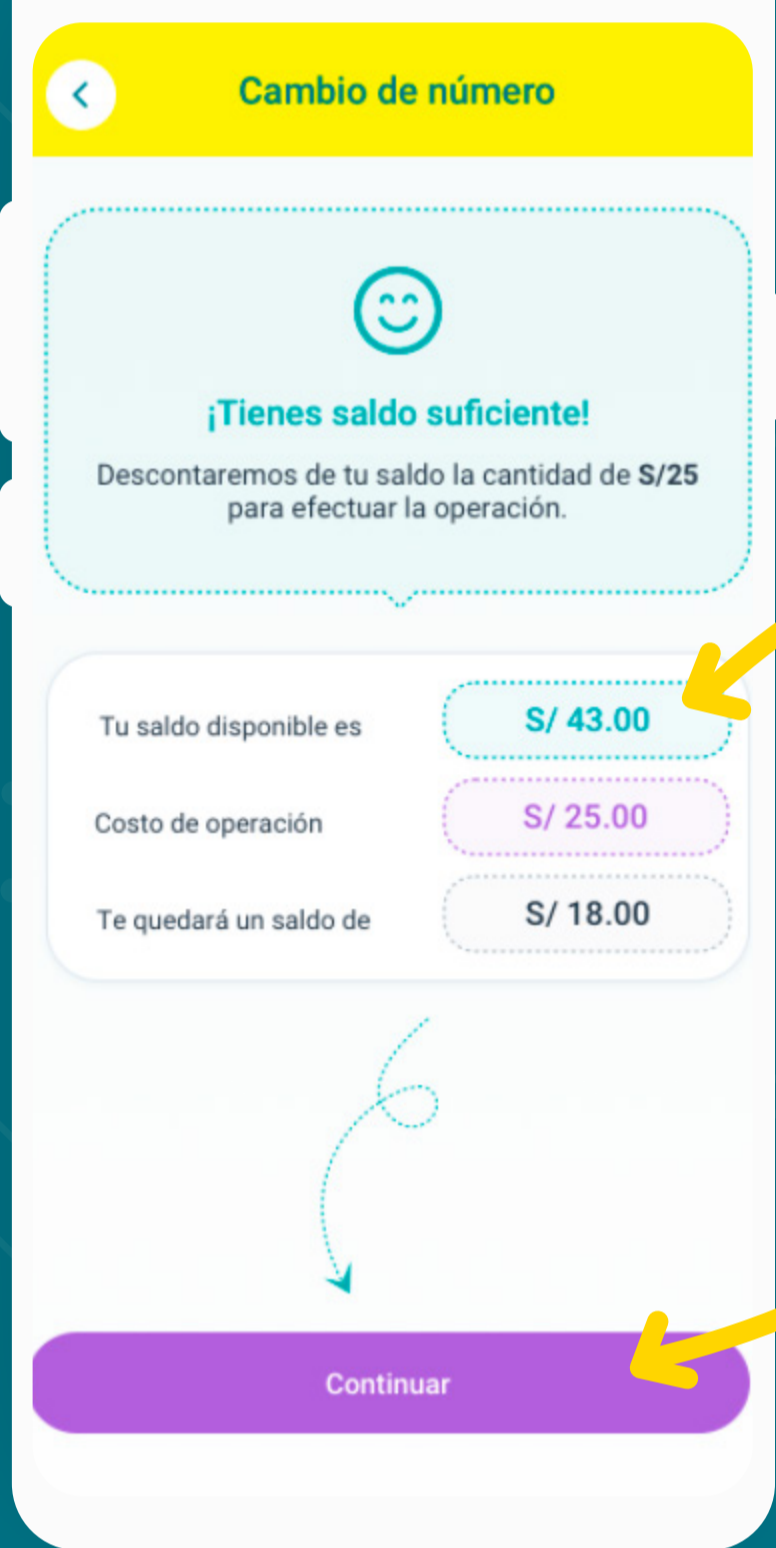 Cambio de número
¡Tienes saldo suficiente!
Descontaremos de tu saldo la cantidad de S/25
para efectuar la operación.
Tu saldo disponible es S/ 43.00
Costo de operación S/ 25.00
Te quedará un saldo de S/ 18.00
Continuar